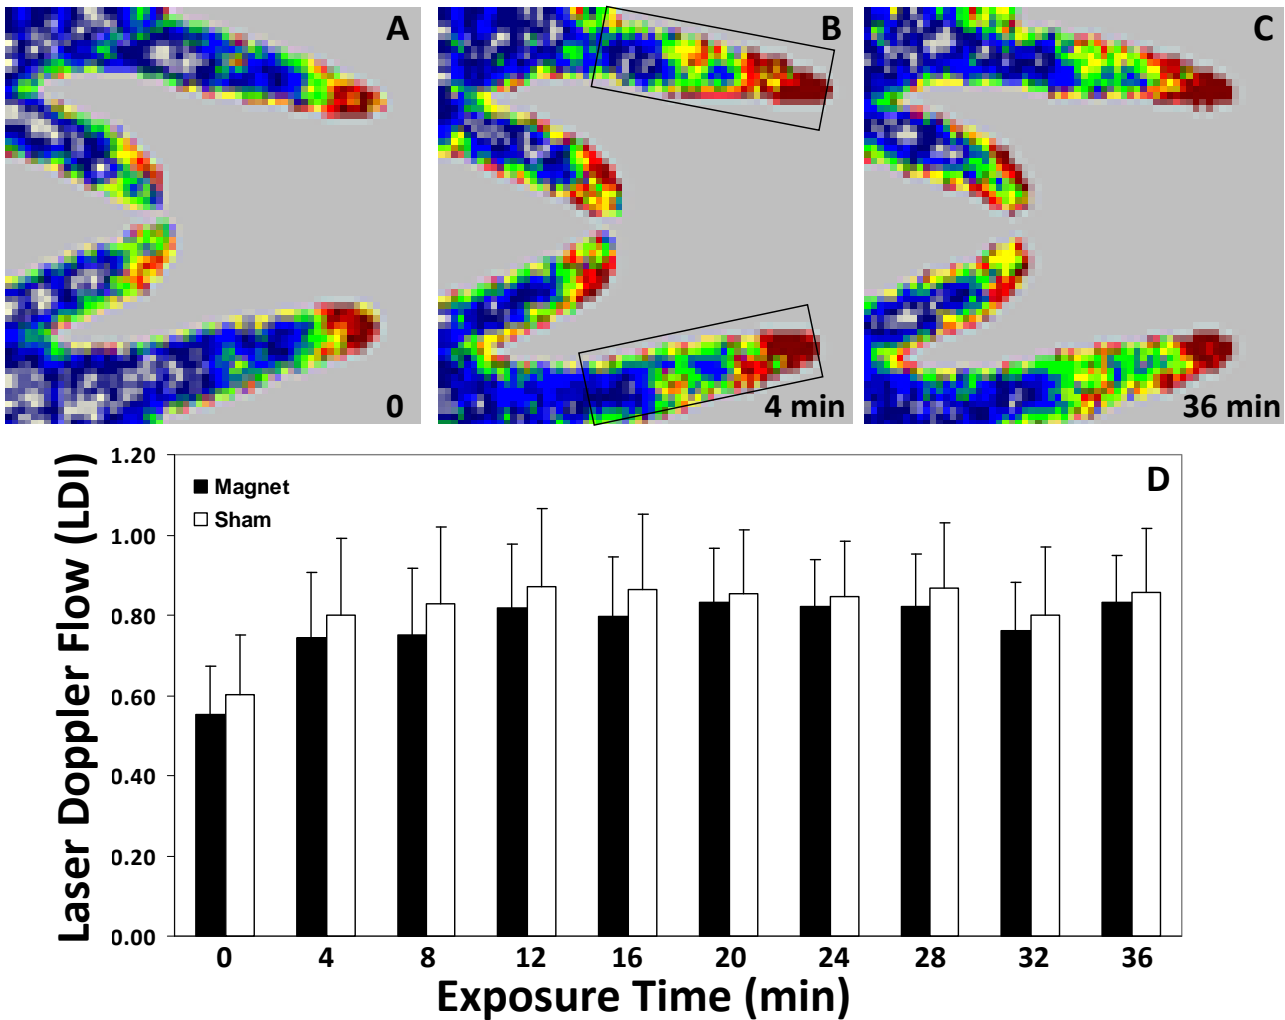 A
B
C
0
4 min
36 min
D
Magnet
Sham
Laser Doppler Flow (LDI)
1.20
1.00
0.80
0.60
0.40
0.20
0.00
0 4 8 12 16 20 24 28 32 36
Exposure Time (min)